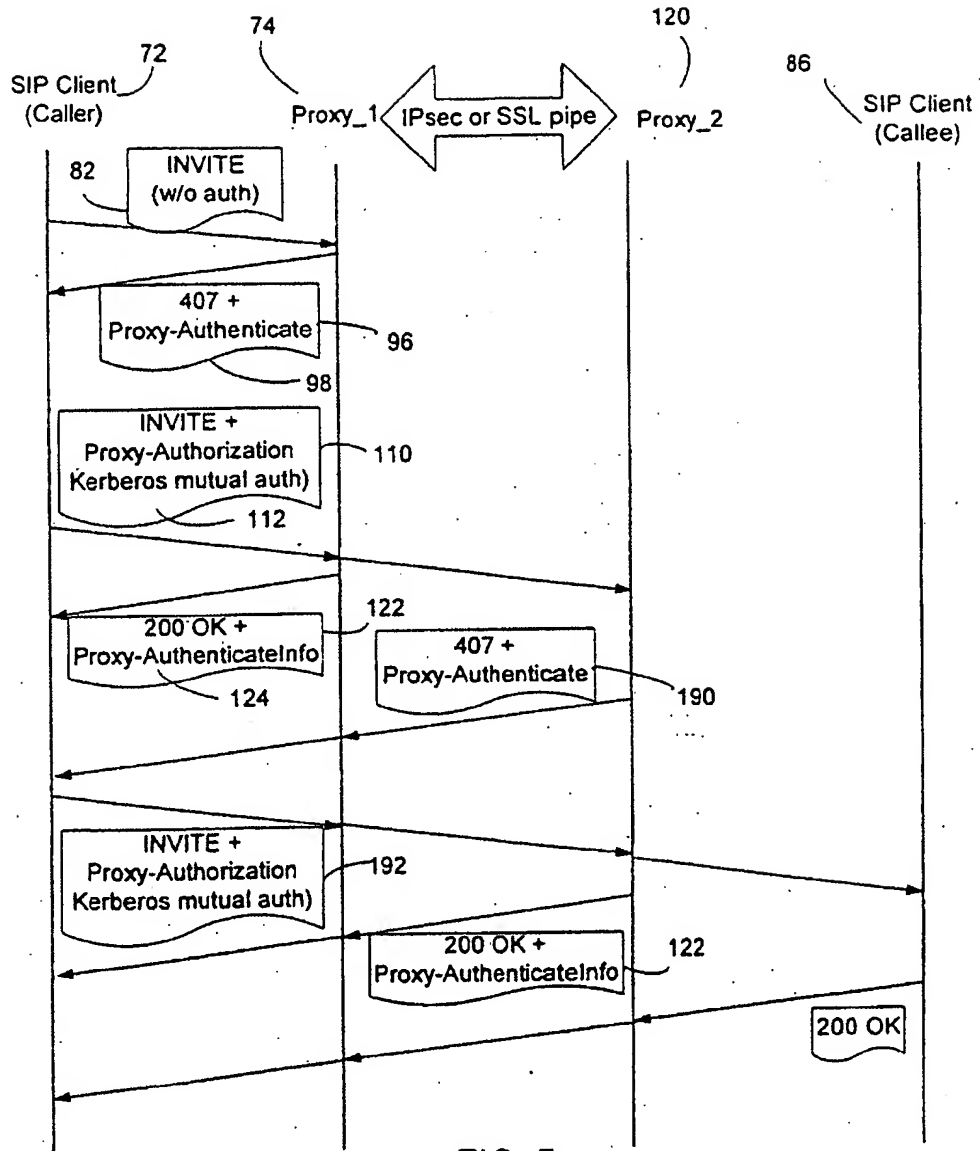 72
74
120
86
SIP Client
(Caller)
Proxy_1
IPsec or SSL pipe
Proxy_2
SIP Client
(Callee)
82
INVITE
(w/o auth)
407 +
Proxy-Authenticate
96
98
INVITE +
Proxy-Authorization
Kerberos mutual auth)
110
112
200 OK +
Proxy-AuthenticateInfo
122
124
407 +
Proxy-Authenticate
190
INVITE +
Proxy-Authorization
Kerberos mutual auth)
192
200 OK +
Proxy-AuthenticateInfo
122
200 OK